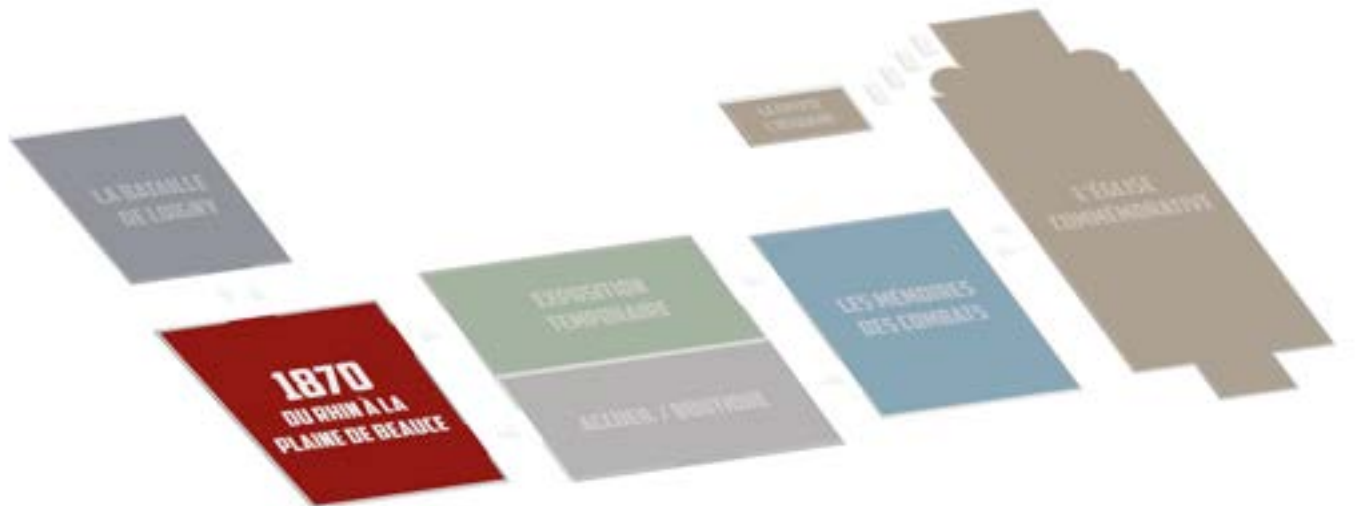 LA BATAILLE
DE LOIGNY
1870
DU RHIN À LA
PLAINE DE BEAUCE
EXPOSITION
TEMPORAIRE
ACCUEIL / BOUTIQUE
LES MÉMOIRES
DES COMBATS
L'ÉGLISE
COMMÉMORATIVE